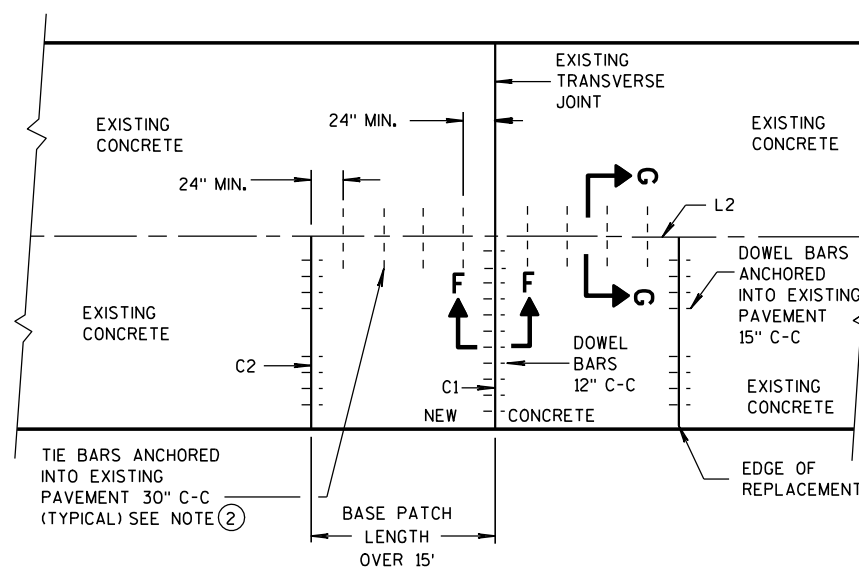 EXISTING
TRANSVERSE
JOINT
EXISTING
CONCRETE
24" MIN.
EXISTING
CONCRETE
24" MIN.
G
L2
DOWEL BARS
ANCHORED
INTO EXISTING
PAVEMENT
15" C-C
EXISTING
CONCRETE
F
F
G
DOWEL
BARS
12" C-C
C2
C1
EXISTING
CONCRETE
NEW CONCRETE
TIE BARS ANCHORED
INTO EXISTING
PAVEMENT 30" C-C
(TYPICAL) SEE NOTE 2
BASE PATCH
LENGTH
OVER 15'
EDGE OF
REPLACEMENT